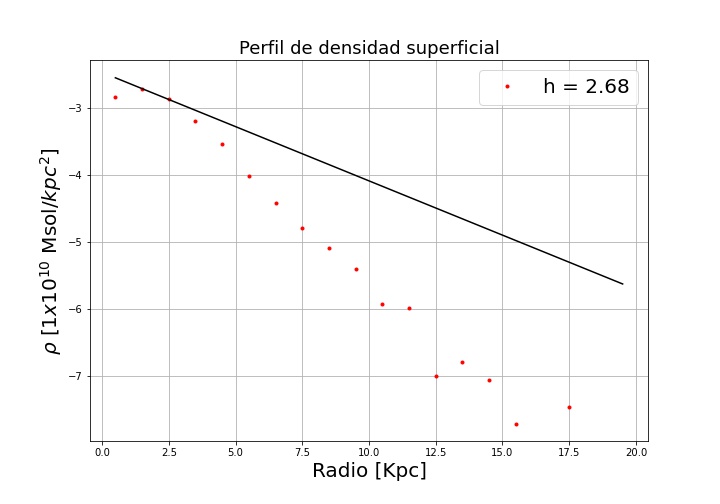 Perfil de densidad superficial
h = 2.68
ρ [1x10¹⁰ Msol/kpc²]
−3
−4
−5
−6
−7
0.0 2.5 5.0 7.5 10.0 12.5 15.0 17.5 20.0
Radio [Kpc]